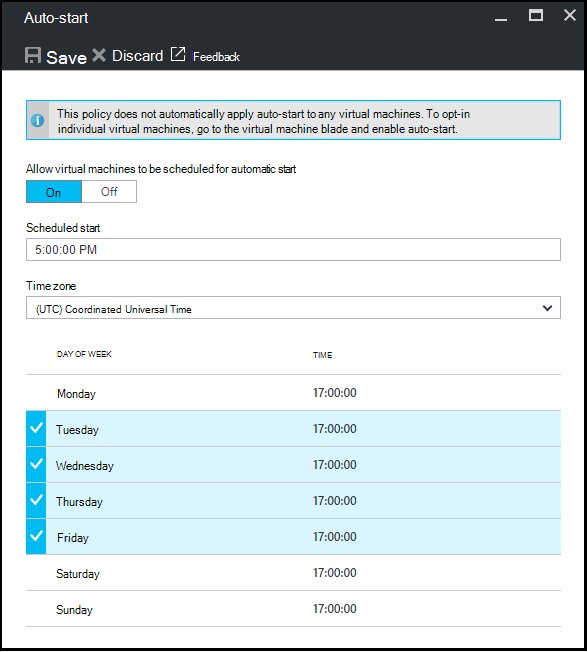 Auto-start
Save Discard Feedback
This policy does not automatically apply auto-start to any virtual machines. To opt-in
individual virtual machines, go to the virtual machine blade and enable auto-start.
Allow virtual machines to be scheduled for automatic start
On Off
Scheduled start
5:00:00 PM
Time zone
(UTC) Coordinated Universal Time
DAY OF WEEK TIME
Monday 17:00:00
Tuesday 17:00:00
Wednesday 17:00:00
Thursday 17:00:00
Friday 17:00:00
Saturday 17:00:00
Sunday 17:00:00